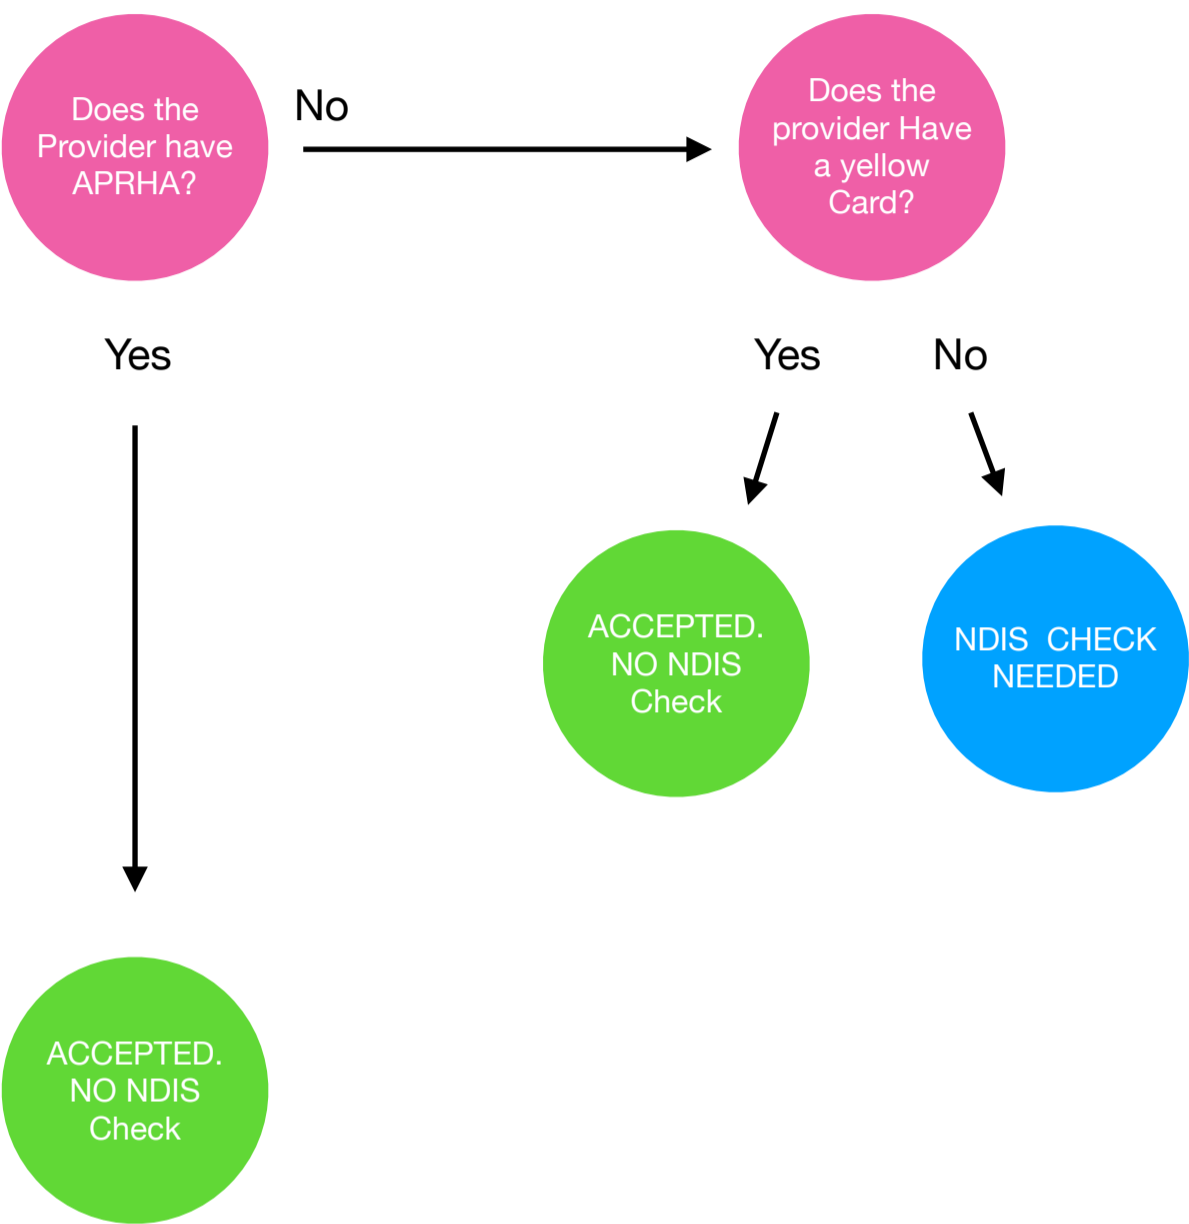 Does the
Provider have
APRHA?
No
Does the
provider Have
a yellow
Card?
Yes
Yes
No
ACCEPTED.
NO NDIS
Check
NDIS  CHECK
NEEDED
ACCEPTED.
NO NDIS
Check